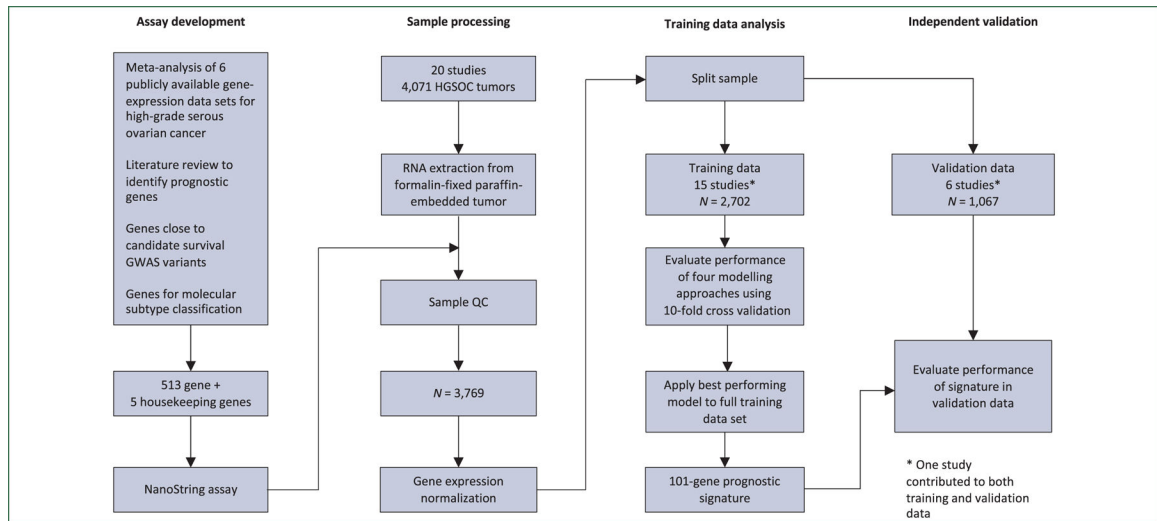 Assay development
Meta-analysis of 6
publicly available gene-
expression data sets for
high-grade serous
ovarian cancer
Literature review to
identify prognostic
genes
Genes close to
candidate survival
GWAS variants
Genes for molecular
subtype classification
513 gene +
5 housekeeping genes
NanoString assay
Sample processing
20 studies
4,071 HGSOC tumors
RNA extraction from
formalin-fixed paraffin-
embedded tumor
Sample QC
N = 3,769
Gene expression
normalization
Training data analysis
Split sample
Training data
15 studies*
N = 2,702
Evaluate performance
of four modelling
approaches using
10-fold cross validation
Apply best performing
model to full training
data set
101-gene prognostic
signature
Independent validation
Validation data
6 studies*
N = 1,067
Evaluate performance
of signature in
validation data
* One study
contributed to both
training and validation
data